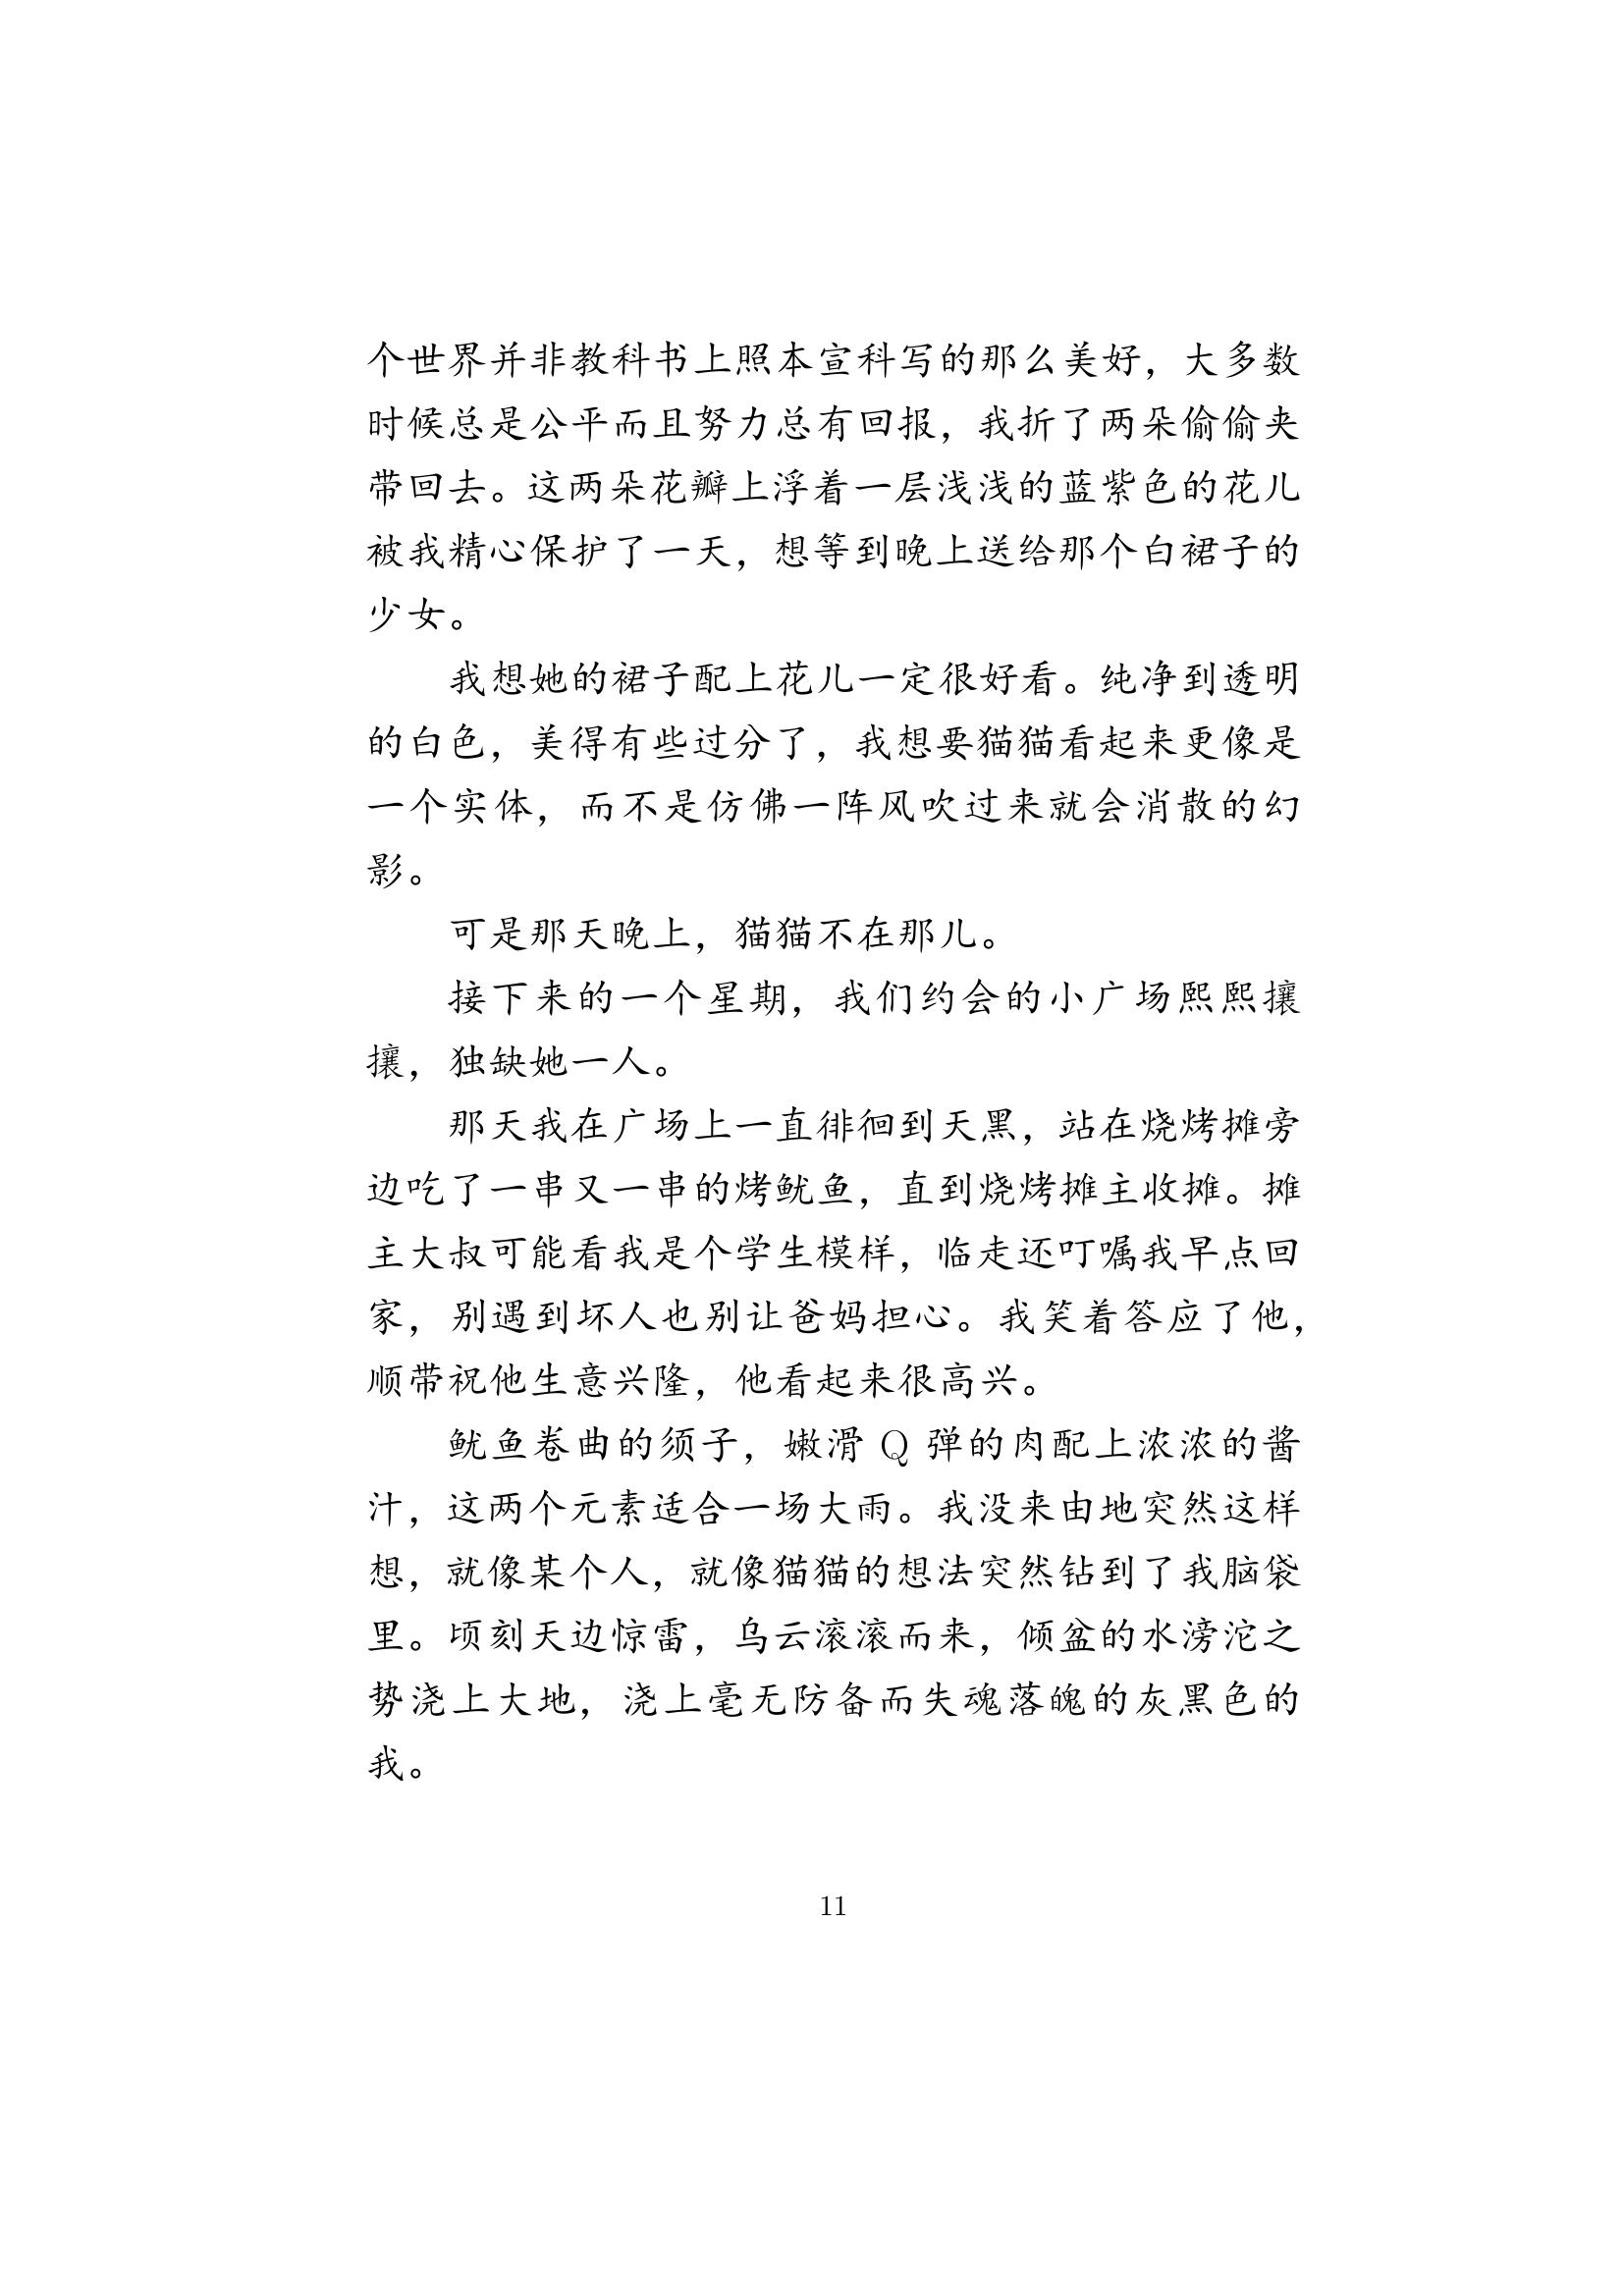 个世界并非教科书上照本宣科写的那么美好，大多数
时候总是公平而且努力总有回报，我折了两朵偷偷夹
带回去。这两朵花瓣上浮着一层浅浅的蓝紫色的花儿
被我精心保护了一天，想等到晚上送给那个白裙子的
少女。
我想她的裙子配上花儿一定很好看。纯净到透明
的白色，美得有些过分了，我想要猫猫看起来更像是
一个实体，而不是仿佛一阵风吹过来就会消散的幻
影。
可是那天晚上，猫猫不在那儿。
接下来的一个星期，我们约会的小广场熙熙攘
攘，独缺她一人。
那天我在广场上一直徘徊到天黑，站在烧烤摊旁
边吃了一串又一串的烤鱿鱼，直到烧烤摊主收摊。摊
主大叔可能看我是个学生模样，临走还叮嘱我早点回
家，别遇到坏人也别让爸妈担心。我笑着答应了他，
顺带祝他生意兴隆，他看起来很高兴。
鱿鱼卷曲的须子，嫩滑 Q 弹的肉配上浓浓的酱
汁，这两个元素适合一场大雨。我没来由地突然这样
想，就像某个人，就像猫猫的想法突然钻到了我脑袋
里。顷刻天边惊雷，乌云滚滚而来，倾盆的水滂沱之
势浇上大地，浇上毫无防备而失魂落魄的灰黑色的
我。
11